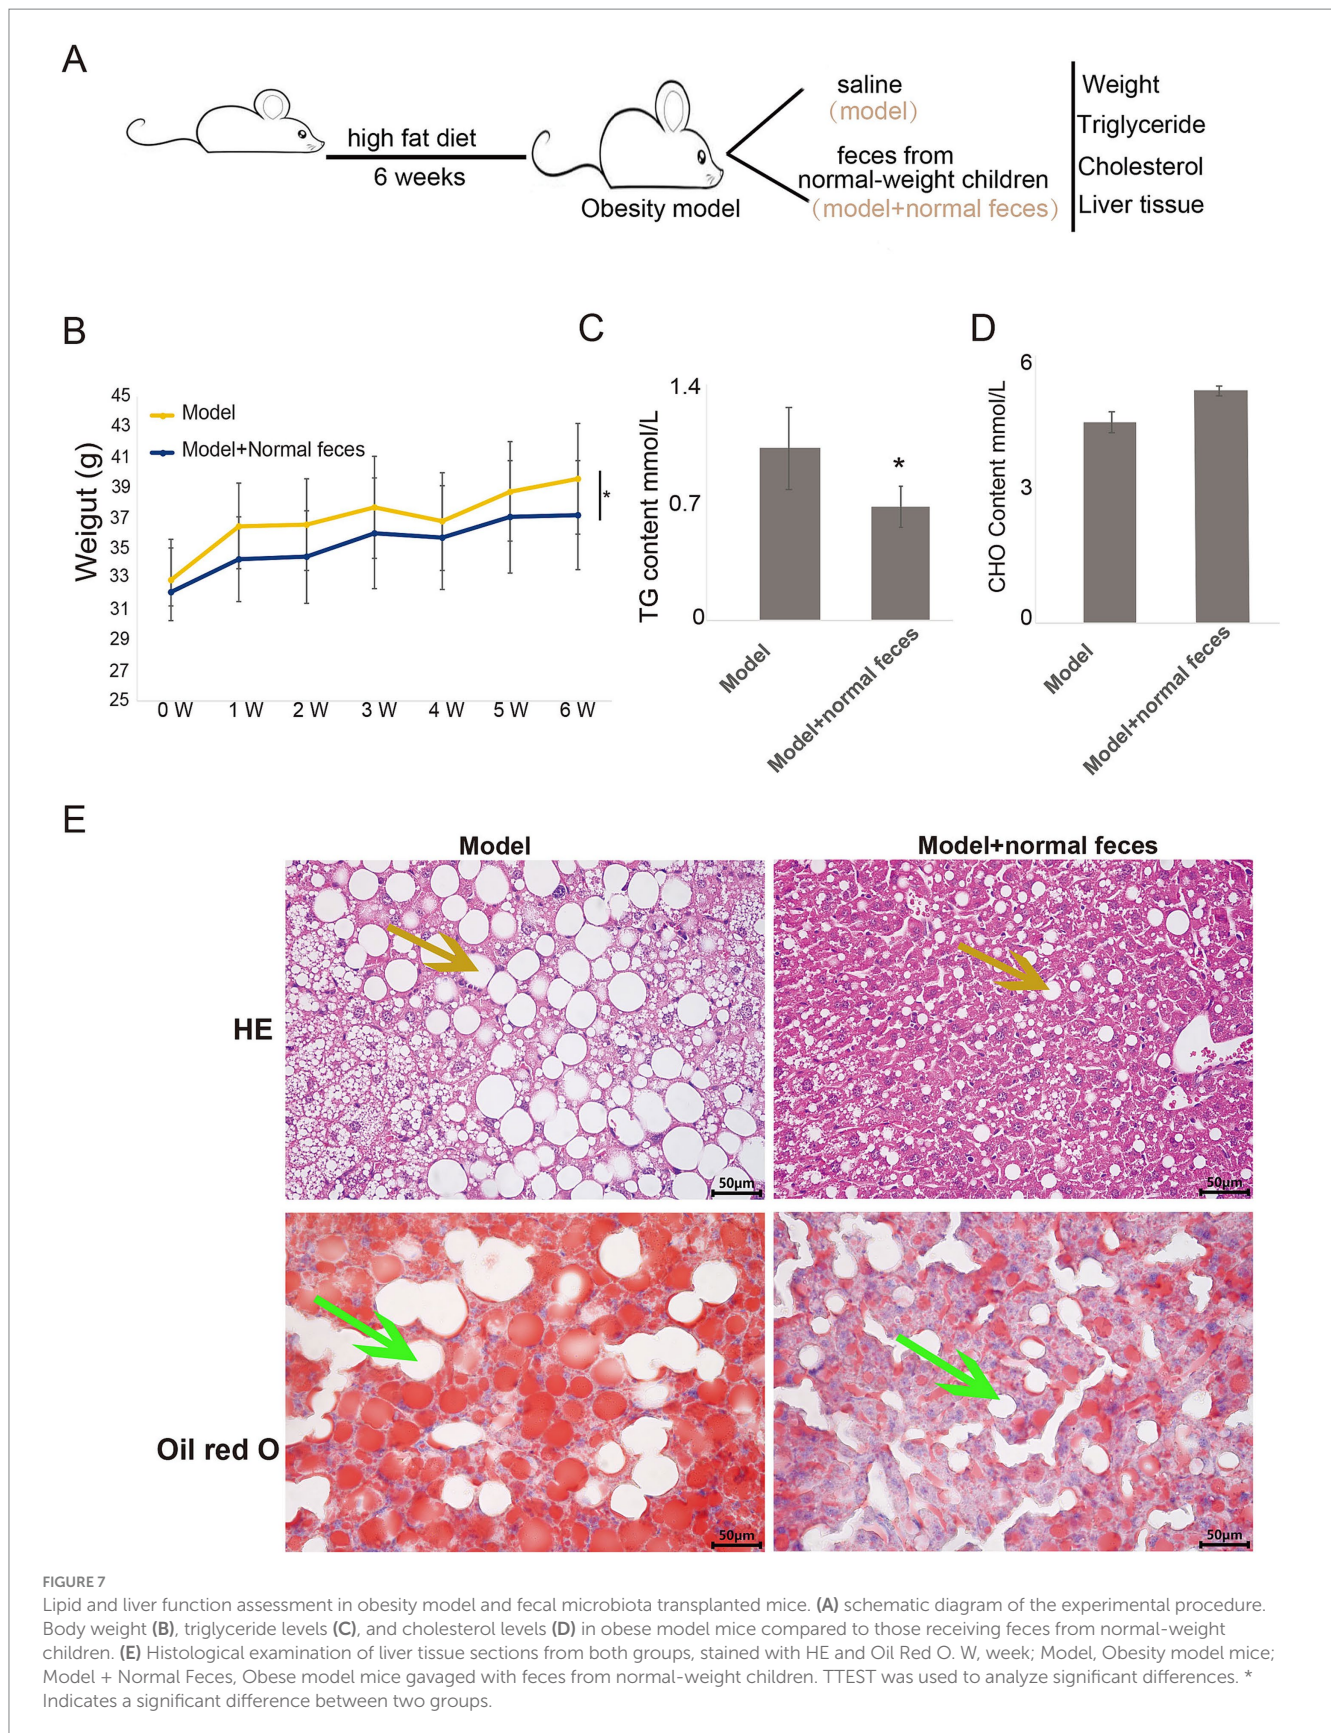 A
high fat diet
6 weeks
Obesity model
saline
(model)
feces from
normal-weight children
(model+normal feces)
Weight
Triglyceride
Cholesterol
Liver tissue
B
Weigut (g)
45
43
41
39
37
35
33
31
29
27
25
Model
Model+Normal feces
*
0 W 1 W 2 W 3 W 4 W 5 W 6 W
C
TG content mmol/L
1.4
0.7
0
*
Model
Model+normal feces
D
CHO Content mmol/L
6
3
0
Model
Model+normal feces
E
Model
Model+normal feces
HE
50μm
50μm
Oil red O
50μm
50μm
FIGURE 7
Lipid and liver function assessment in obesity model and fecal microbiota transplanted mice. (A) schematic diagram of the experimental procedure.
Body weight (B), triglyceride levels (C), and cholesterol levels (D) in obese model mice compared to those receiving feces from normal-weight
children. (E) Histological examination of liver tissue sections from both groups, stained with HE and Oil Red O. W, week; Model, Obesity model mice;
Model + Normal Feces, Obese model mice gavaged with feces from normal-weight children. TTEST was used to analyze significant differences. *
Indicates a significant difference between two groups.